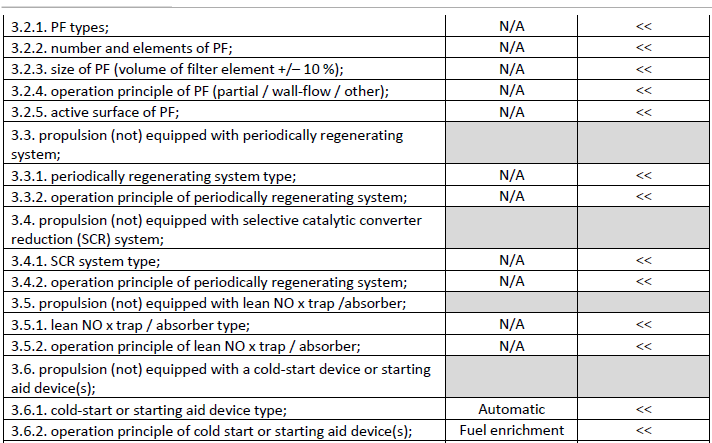 3.2.1. PF types; N/A <<
3.2.2. number and elements of PF; N/A <<
3.2.3. size of PF (volume of filter element +/– 10 %); N/A <<
3.2.4. operation principle of PF (partial / wall-flow / other); N/A <<
3.2.5. active surface of PF; N/A <<
3.3. propulsion (not) equipped with periodically regenerating
system;
3.3.1. periodically regenerating system type; N/A <<
3.3.2. operation principle of periodically regenerating system; N/A <<
3.4. propulsion (not) equipped with selective catalytic converter
reduction (SCR) system;
3.4.1. SCR system type; N/A <<
3.4.2. operation principle of periodically regenerating system; N/A <<
3.5. propulsion (not) equipped with lean NO x trap /absorber;
3.5.1. lean NO x trap / absorber type; N/A <<
3.5.2. operation principle of lean NO x trap / absorber; N/A <<
3.6. propulsion (not) equipped with a cold-start device or starting
aid device(s);
3.6.1. cold-start or starting aid device type; Automatic <<
3.6.2. operation principle of cold start or starting aid device(s); Fuel enrichment <<